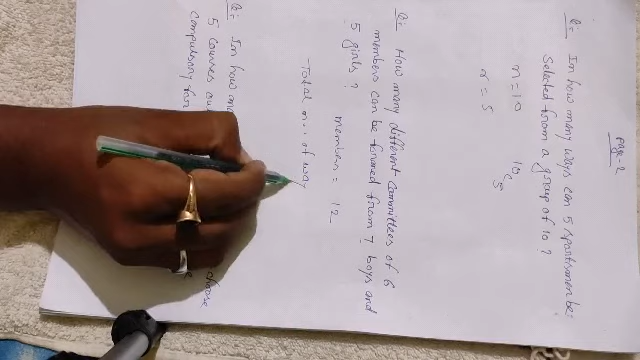 Page-2
Q:- In how many ways can 5 sportsmen be
selected from a group of 10?
n=10 10c5
r=5
Q:- How many different committees of 6
members can be formed from 7 boys and
5 girls?
members = 12
Total n.. of way
Q:- In how
5 courses
choose
compulsory for